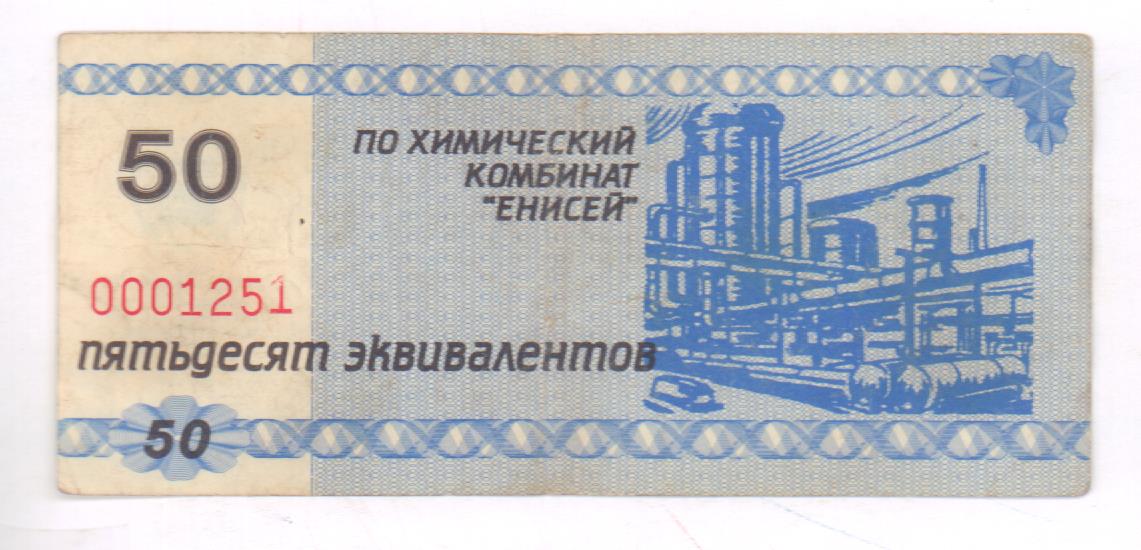 50
ПО ХИМИЧЕСКИЙ
КОМБИНАТ
"ЕНИСЕЙ"
0001251
пятьдесят эквивалентов
50